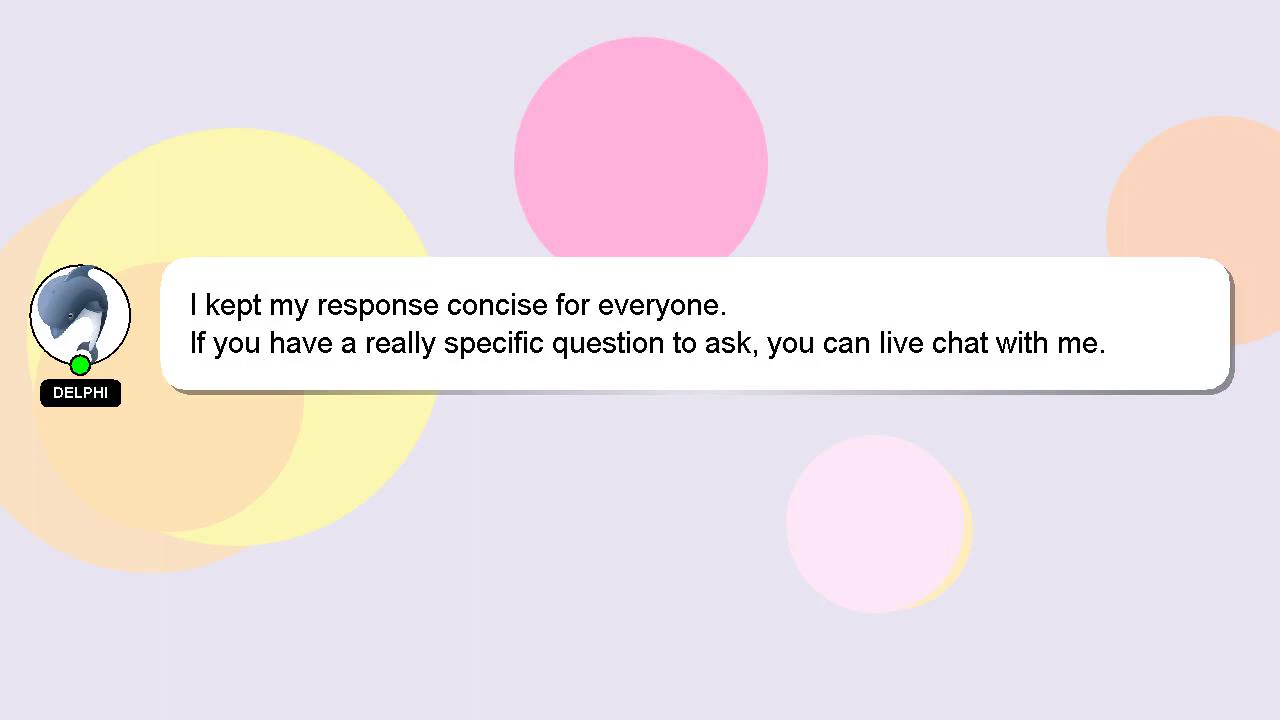 I kept my response concise for everyone.
If you have a really specific question to ask, you can live chat with me.
DELPHI